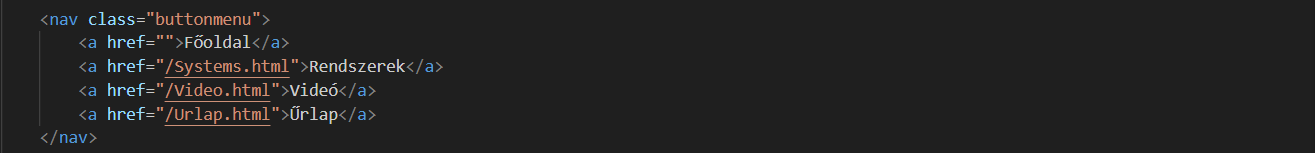 <nav class="buttonmenu">
<a href="">Főoldal</a>
<a href="/Systems.html">Rendszerek</a>
<a href="/Video.html">Videó</a>
<a href="/Urlap.html">Űrlap</a>
</nav>